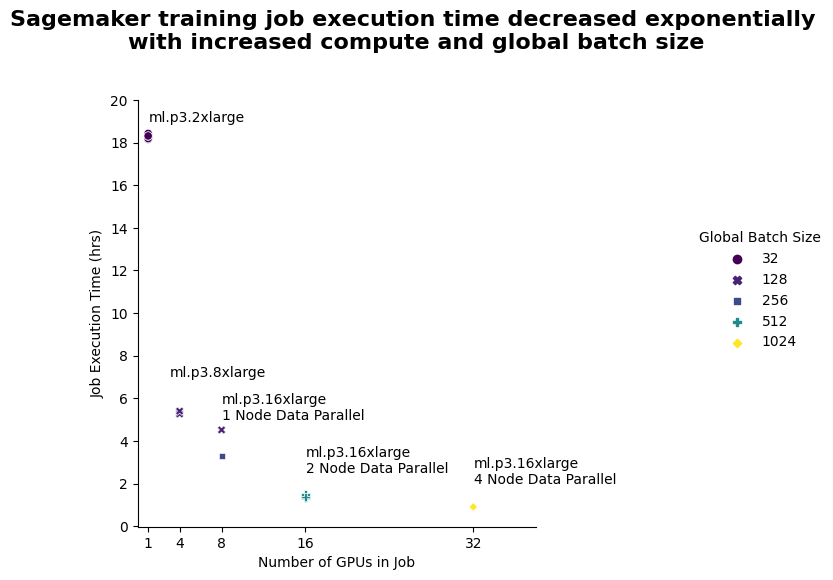 Sagemaker training job execution time decreased exponentially
with increased compute and global batch size
20
18
16
14
12
10
8
6
4
2
0
Job Execution Time (hrs)
ml.p3.2xlarge
ml.p3.8xlarge
ml.p3.16xlarge
1 Node Data Parallel
ml.p3.16xlarge
2 Node Data Parallel
ml.p3.16xlarge
4 Node Data Parallel
1
4
8
16
32
Number of GPUs in Job
Global Batch Size
32
128
256
512
1024